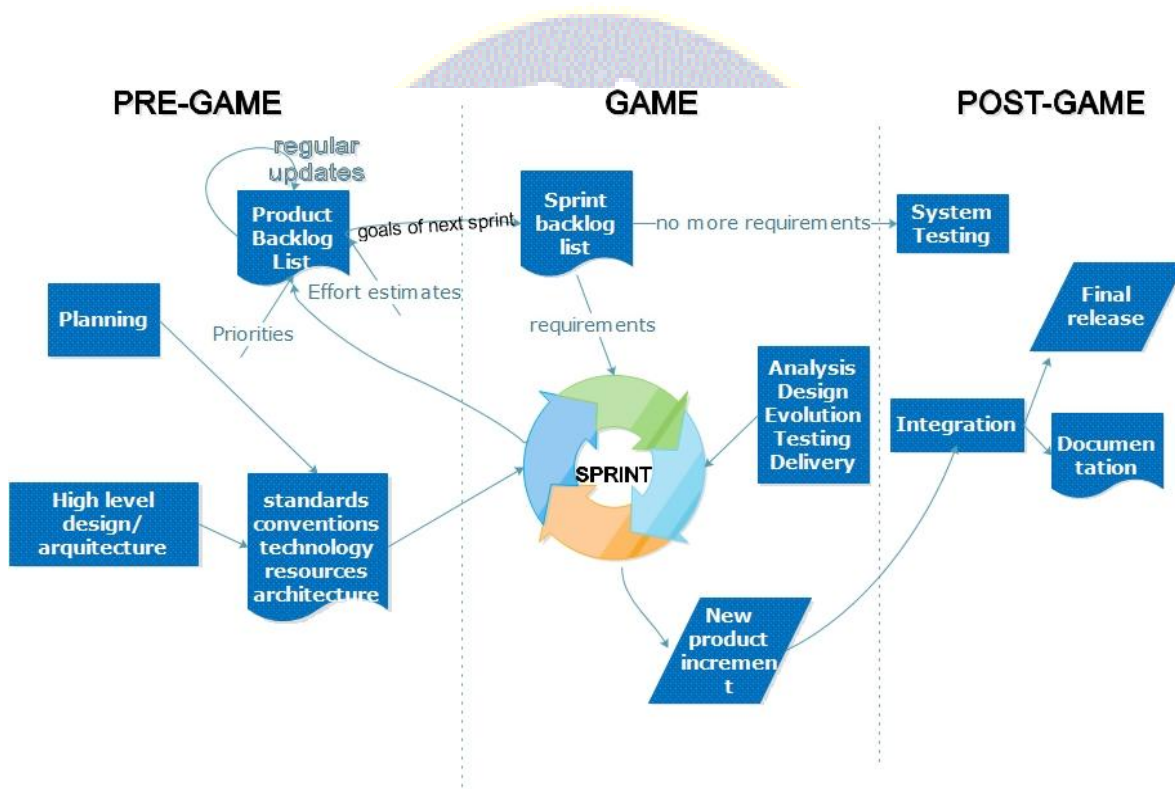 PRE-GAME
GAME
POST-GAME
regular
updates
Product
Backlog
List
goals of next sprint
Sprint
backlog
list
no more requirements
System
Testing
Effort estimates
Priorities
Planning
requirements
Final
release
Analysis
Design
Evolution
Testing
Delivery
Integration
Documen
tation
SPRINT
High level
design/
arquitecture
standards
conventions
technology
resources
architecture
New
product
incremen
t